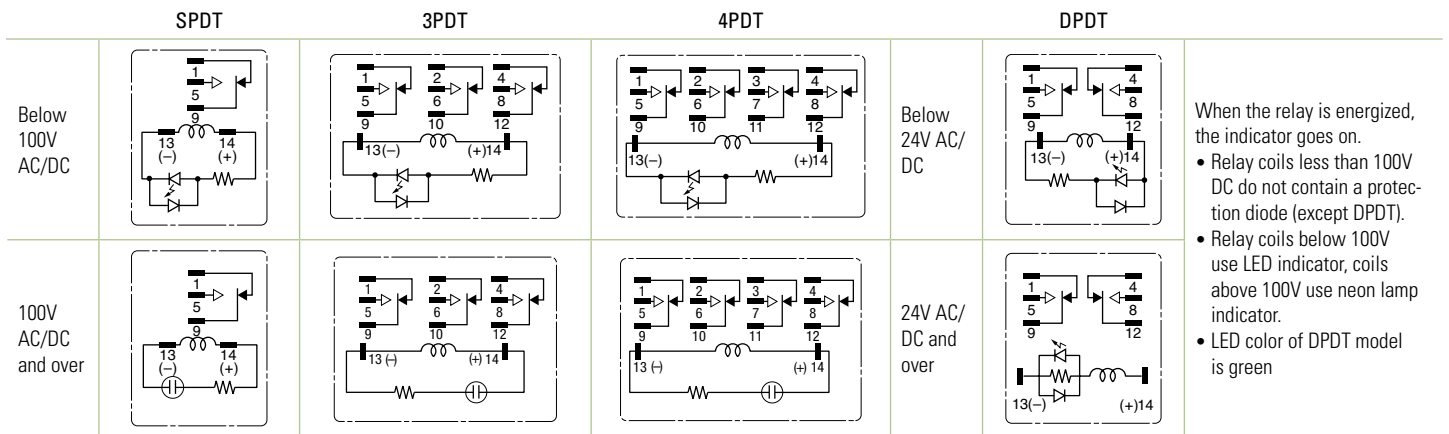 SPDT 3PDT 4PDT DPDT
Below
100V
AC/DC
1
5
9
13 14
(–) (+)
1 2 4
5 6 8
9 10 12
13(–) (+)14
1 2 3 4
5 6 7 8
9 10 11 12
13(–) (+)14
Below
24V AC/
DC
1 4
5 8
9 12
13(–) (+)14
When the relay is energized,
the indicator goes on.
• Relay coils less than 100V
DC do not contain a protec-
tion diode (except DPDT).
• Relay coils below 100V
use LED indicator, coils
above 100V use neon lamp
indicator.
• LED color of DPDT model
is green
100V
AC/DC
and over
1
5
9
13 14
(–) (+)
1 2 4
5 6 8
9 10 12
13 (–) (+) 14
1 2 3 4
5 6 7 8
9 10 11 12
13 (–) (+) 14
24V AC/
DC and
over
1 4
5 8
9 12
13(–) (+)14